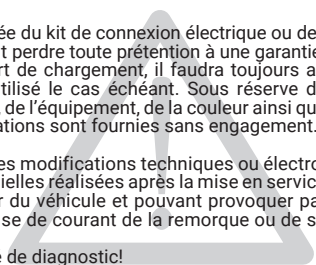 ée du kit de connexion électrique ou de
t perdre toute prétention à une garantie
rt de chargement, il faudra toujours a
utilisé le cas échéant. Sous réserve d
, de l'équipement, de la couleur ainsi qu
ations sont fournies sans engagement.
es modifications techniques ou électro
ielles réalisées après la mise en servic
r du véhicule et pouvant provoquer pa
ise de courant de la remorque ou de s
e de diagnostic!